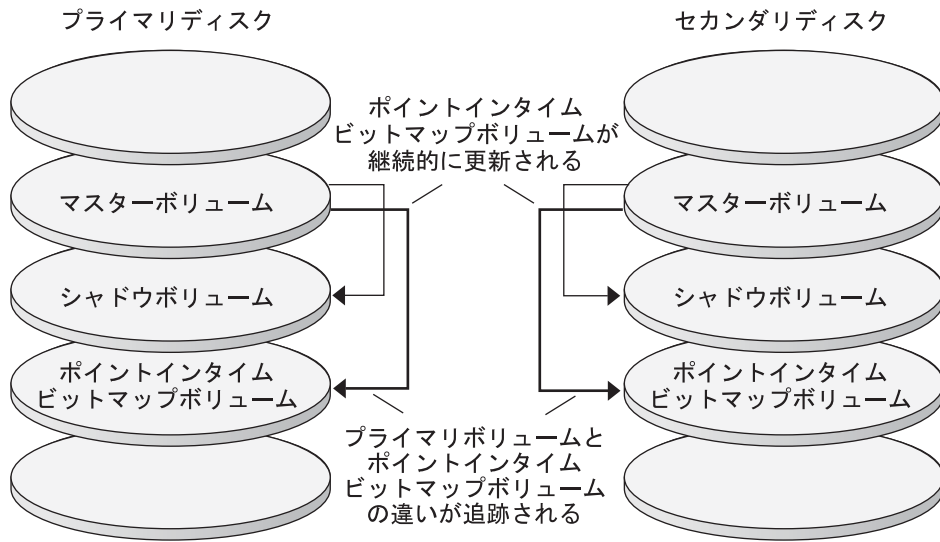 プライマリディスク
セカンダリディスク
ポイントインタイム
ビットマップボリュームが
継続的に更新される
マスターボリューム
マスターボリューム
シャドウボリューム
シャドウボリューム
ポイントインタイム
ビットマップボリューム
ポイントインタイム
ビットマップボリューム
プライマリボリュームと
ポイントインタイム
ビットマップボリューム
の違いが追跡される